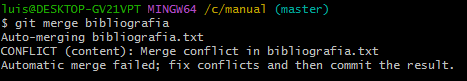 luis@DESKTOP-GV21VPT MINGW64 /c/manual (master)
$ git merge bibliografia
Auto-merging bibliografia.txt
CONFLICT (content): Merge conflict in bibliografia.txt
Automatic merge failed; fix conflicts and then commit the result.